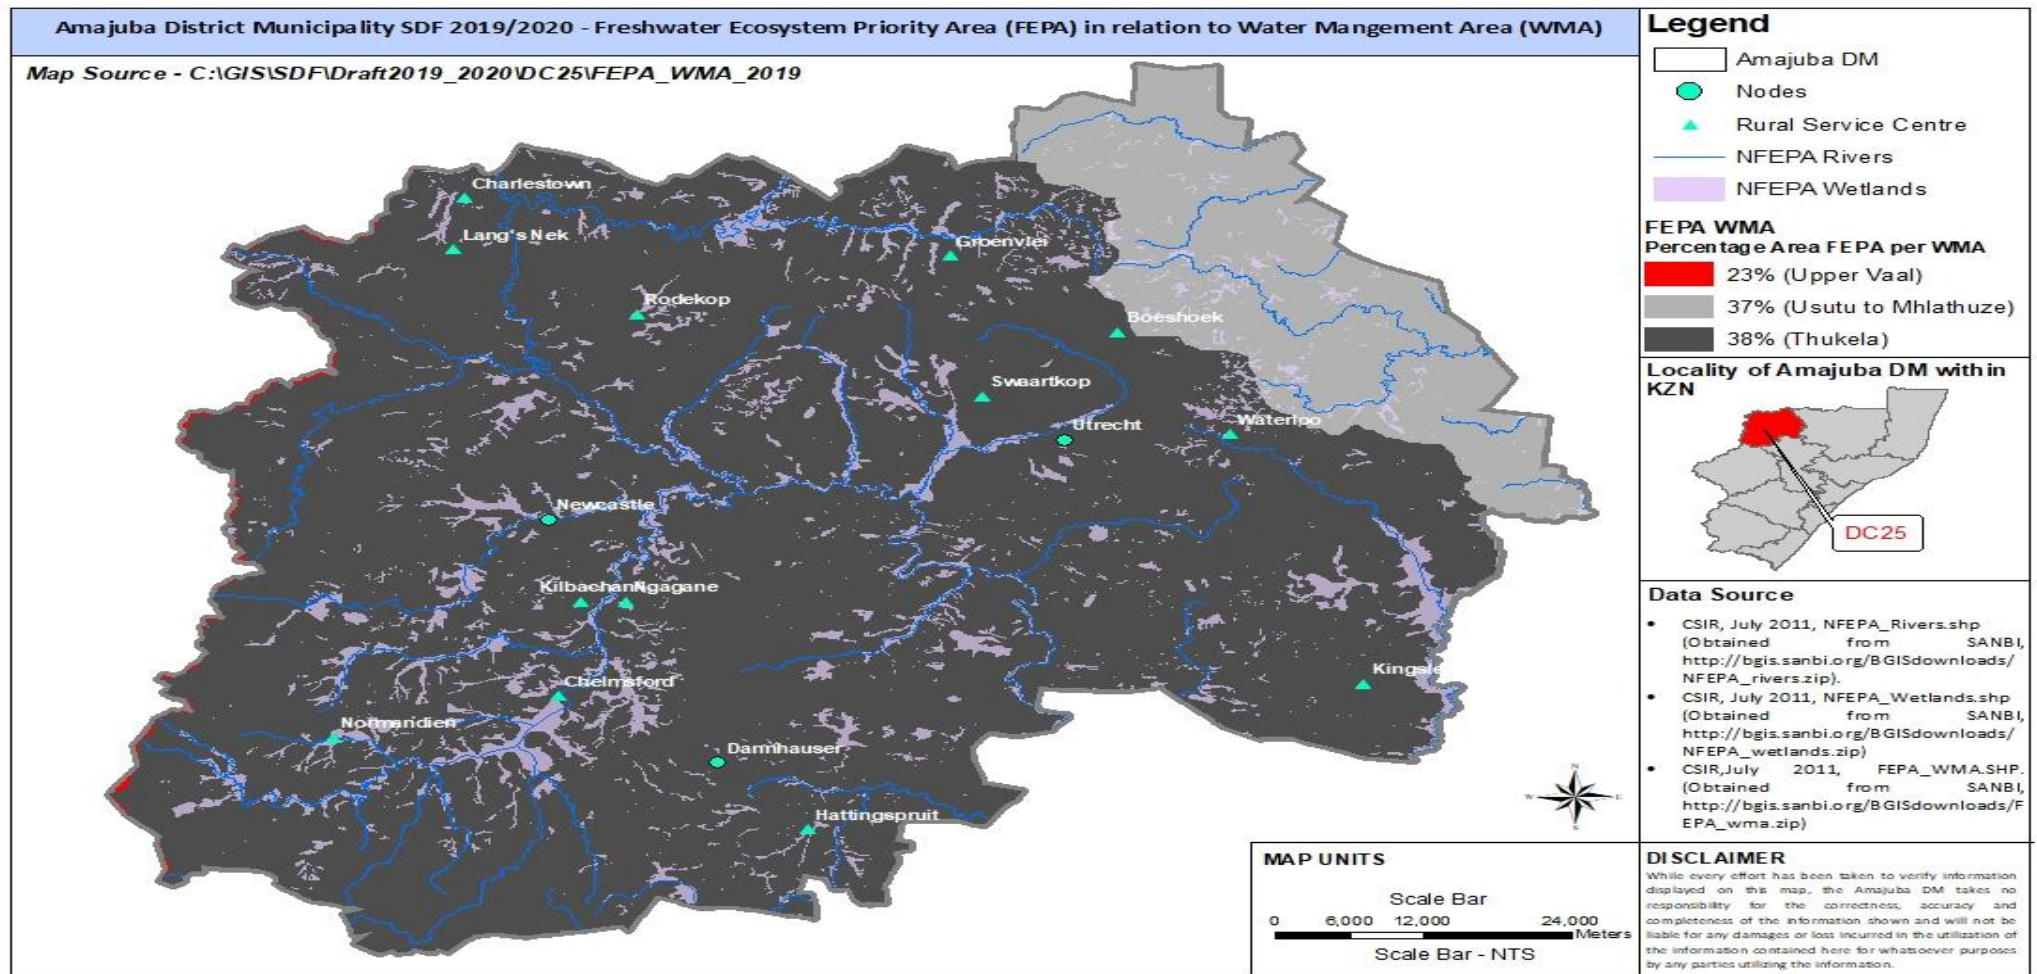 Amajuba District Municipality SDF 2019/2020 - Freshwater Ecosystem Priority Area (FEPA) in relation to Water Mangement Area (WMA)
Map Source - C:\GIS\SDF\Draft2019_2020\DC25\FEPA_WMA_2019
Charlestown
Lang's Nek
Groenvlei
Rodekop
Boeshoek
Swaartkop
Utrecht
Waterloo
Newcastle
Kilbachan
Ngagane
Kingsle
Chelmsford
Normandien
Dannhauser
Hattingspruit
N
W
E
S
MAP UNITS
Scale Bar
0 6,000 12,000 24,000
Meters
Scale Bar - NTS
Legend
Amajuba DM
Nodes
Rural Service Centre
NFEPA Rivers
NFEPA Wetlands
FEPA WMA
Percentage Area FEPA per WMA
23% (Upper Vaal)
37% (Usutu to Mhlathuze)
38% (Thukela)
Locality of Amajuba DM within
KZN
DC25
Data Source
• CSIR, July 2011, NFEPA_Rivers.shp
(Obtained from SANBI,
http://bgis.sanbi.org/BGISdownloads/
NFEPA_rivers.zip).
• CSIR, July 2011, NFEPA_Wetlands.shp
(Obtained from SANBI,
http://bgis.sanbi.org/BGISdownloads/
NFEPA_wetlands.zip)
• CSIR,July 2011, FEPA_WMA.SHP.
(Obtained from SANBI,
http://bgis.sanbi.org/BGISdownloads/F
EPA_wma.zip)
DISCLAIMER
While every effort has been taken to verify information
displayed on this map, the Amajuba DM takes no
responsibility for the correctness, accuracy and
completeness of the information shown and will not be
liable for any damages or loss incurred in the utilization of
the information contained here for whatsoever purposes
by any parties utilizing the information.